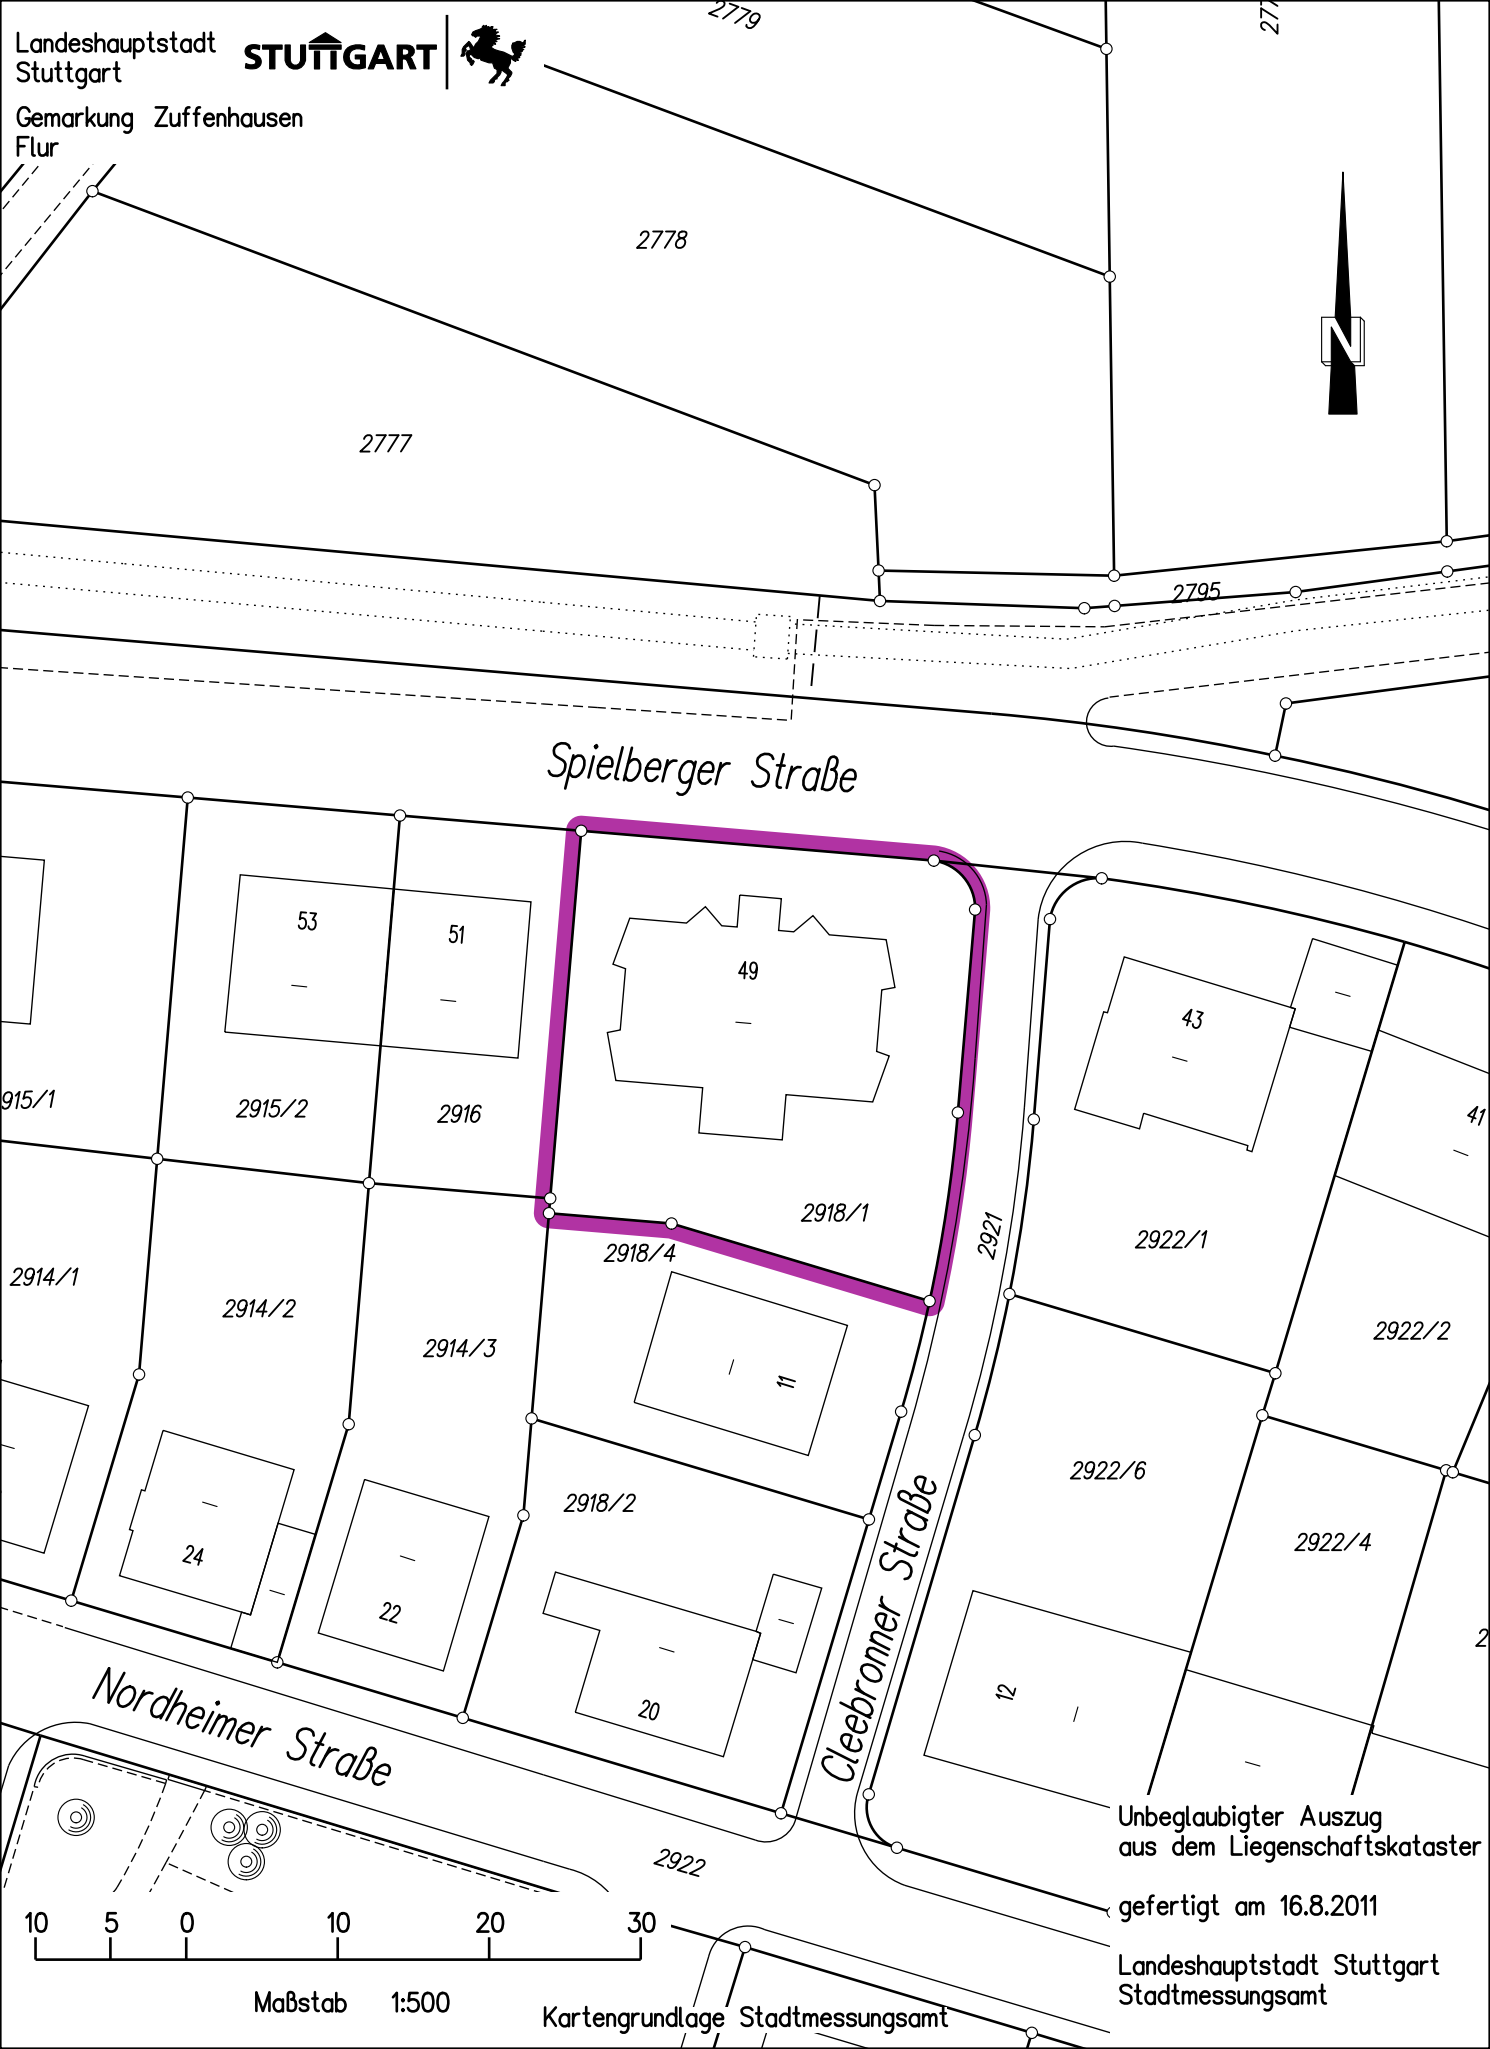 Landeshauptstadt
Stuttgart
STUTTGART
Gemarkung Zuffenhausen
Flur
2779
2778
N
2777
2795
Spielberger Straße
53
51
49
43
41
915/1
2915/2
2916
2918/1
2921
2922/1
2918/4
2914/1
2914/2
2914/3
2922/2
11
2922/6
2918/2
2922/4
24
22
20
12
Cleebronner Straße
Nordheimer Straße
2922
Unbeglaubigter Auszug
aus dem Liegenschaftskataster
gefertigt am 16.8.2011
Landeshauptstadt Stuttgart
Stadtmessungsamt
10 5 0 10 20 30
Maßstab 1:500
Kartengrundlage Stadtmessungsamt